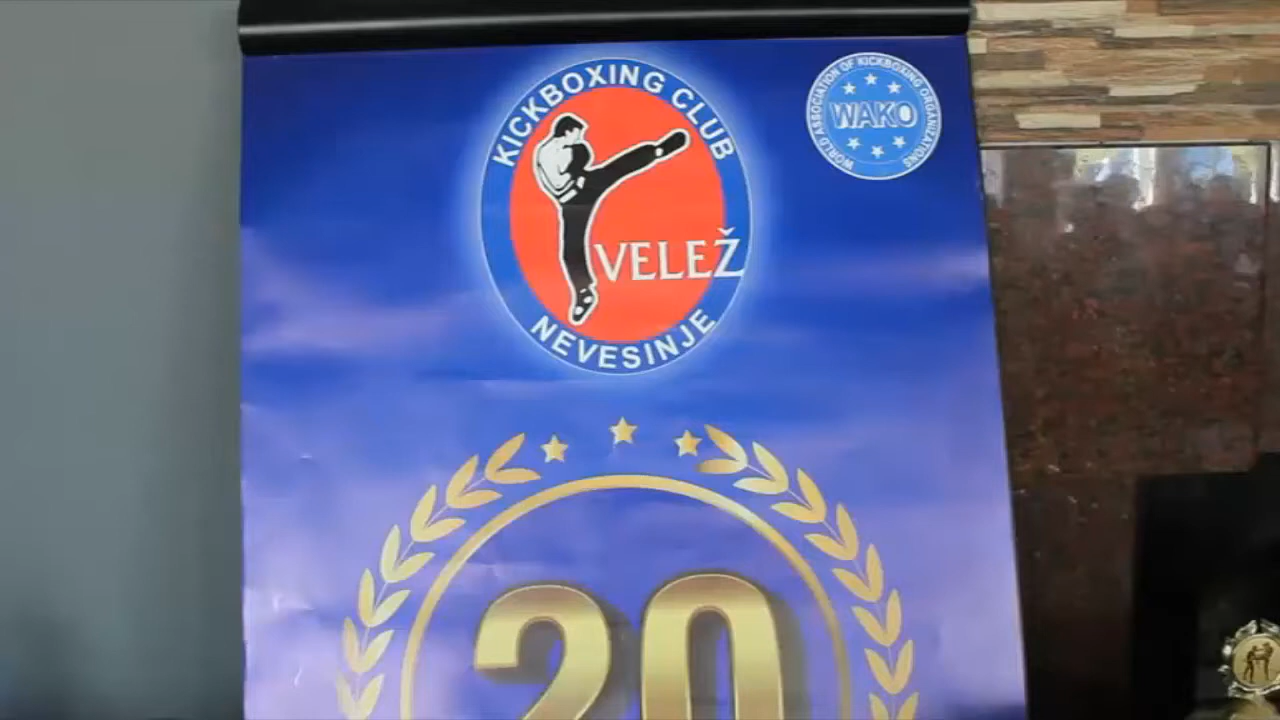 KICKBOXING CLUB
VELEŽ
NEVESINJE
WORLD ASSOCIATION OF KICKBOXING ORGANIZATIONS
WAKO
20